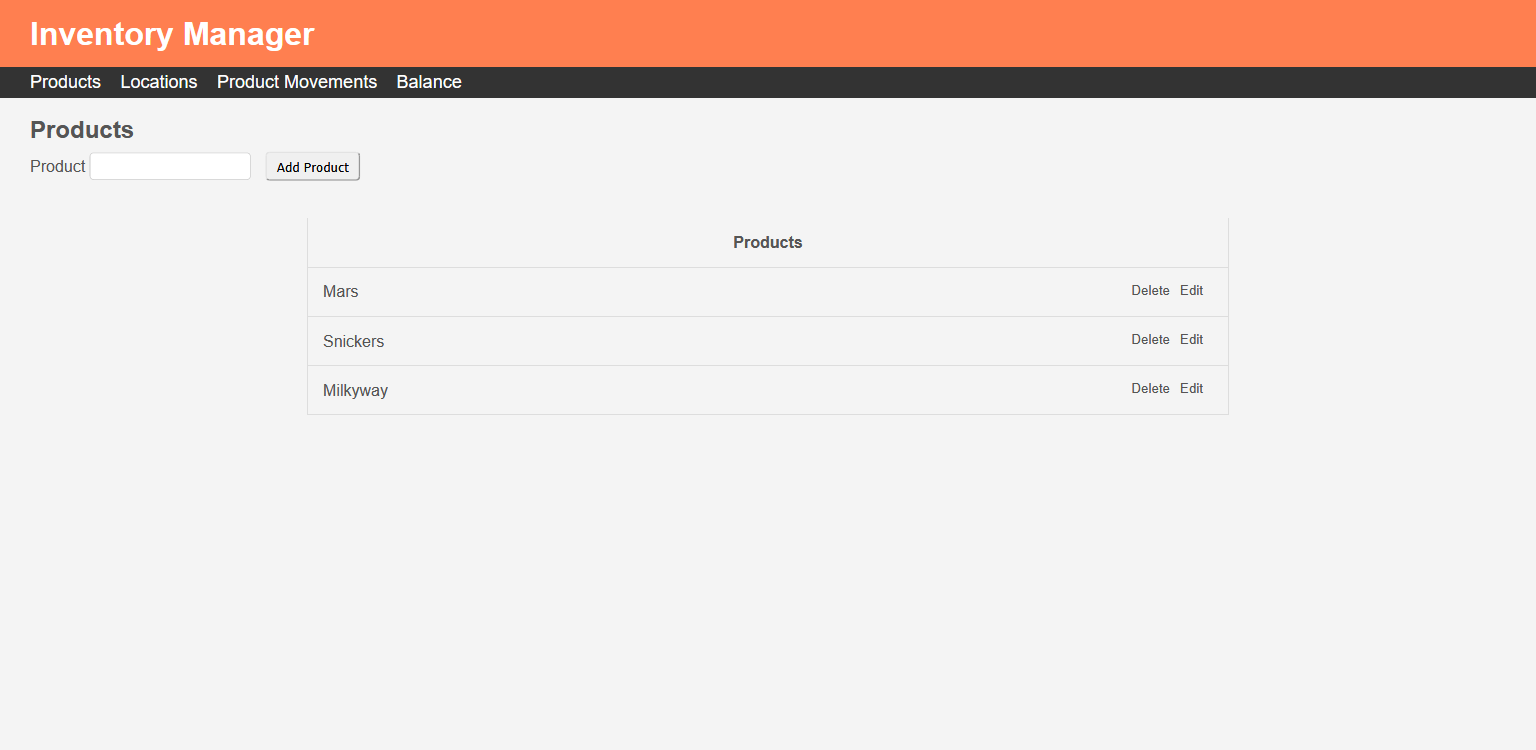 Inventory Manager
Products Locations Product Movements Balance
Products
Product Add Product
Products
Mars Delete Edit
Snickers Delete Edit
Milkyway Delete Edit